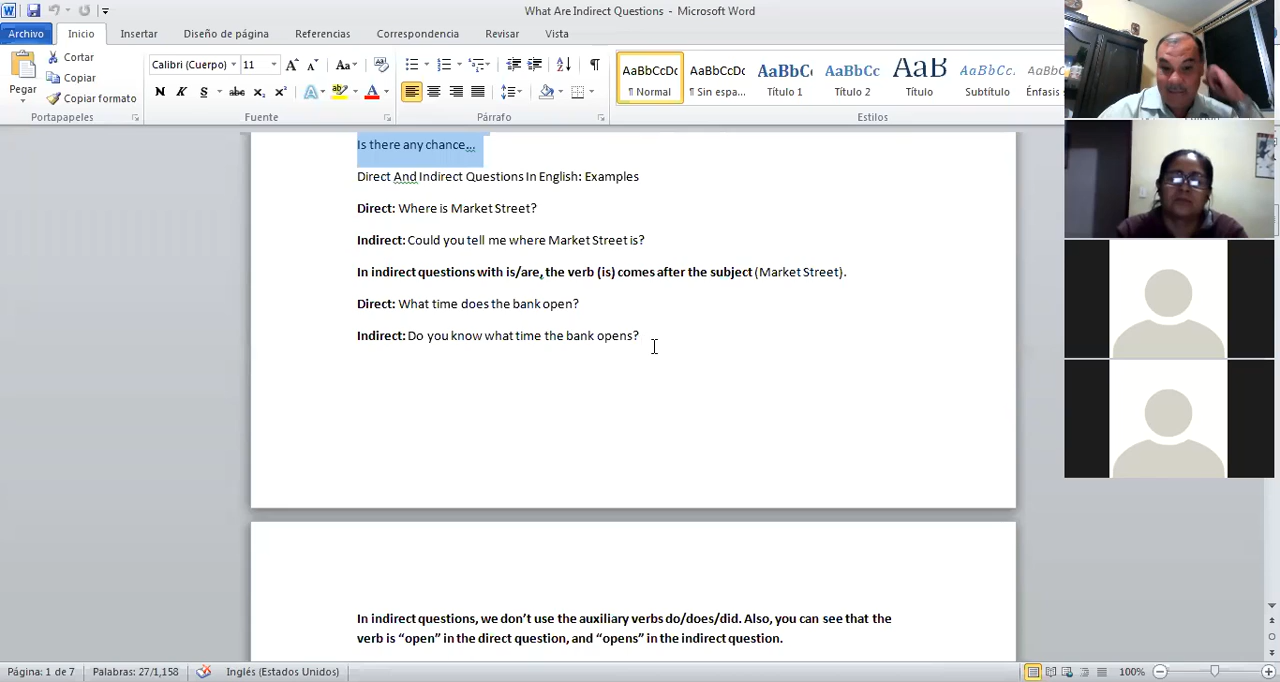 What Are Indirect Questions - Microsoft Word
Archivo Inicio Insertar Diseño de página Referencias Correspondencia Revisar Vista
Cortar
Copiar
Copiar formato
Pegar
Portapapeles
Calibri (Cuerpo) 11
N K S abc x₂ x²
Fuente
Párrafo
AaBbCcDc AaBbCcDc AaBbC( AaBbCc AaB AaBbCc. AaBbCc
¶ Normal ¶ Sin espa... Título 1 Título 2 Título Subtítulo Énfasis
Estilos
Is there any chance...
Direct And Indirect Questions In English: Examples
Direct: Where is Market Street?
Indirect: Could you tell me where Market Street is?
In indirect questions with is/are, the verb (is) comes after the subject (Market Street).
Direct: What time does the bank open?
Indirect: Do you know what time the bank opens?
In indirect questions, we don’t use the auxiliary verbs do/does/did. Also, you can see that the
verb is “open” in the direct question, and “opens” in the indirect question.
Página: 1 de 7 Palabras: 27/1,158 Inglés (Estados Unidos) 100%